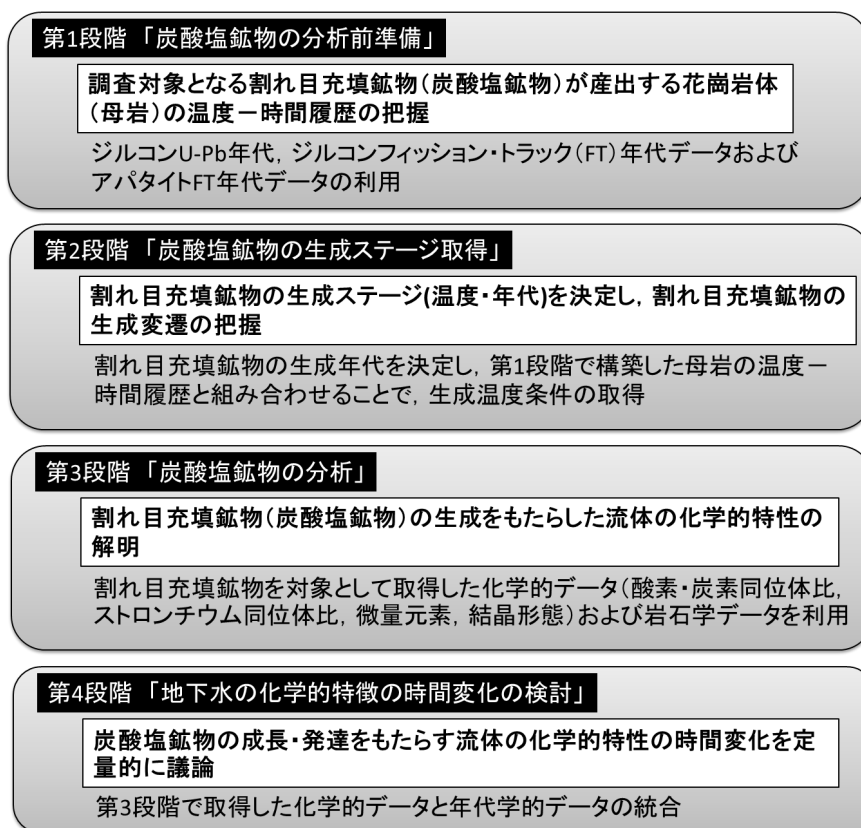 第1段階 「炭酸塩鉱物の分析前準備」
調査対象となる割れ目充填鉱物(炭酸塩鉱物)が産出する花崗岩体
(母岩)の温度－時間履歴の把握
ジルコンU-Pb年代，ジルコンフィッション・トラック(FT)年代データおよび
アパタイトFT年代データの利用
第2段階 「炭酸塩鉱物の生成ステージ取得」
割れ目充填鉱物の生成ステージ(温度・年代)を決定し，割れ目充填鉱物の
生成変遷の把握
割れ目充填鉱物の生成年代を決定し，第1段階で構築した母岩の温度－
時間履歴と組み合わせることで，生成温度条件の取得
第3段階 「炭酸塩鉱物の分析」
割れ目充填鉱物(炭酸塩鉱物)の生成をもたらした流体の化学的特性の
解明
割れ目充填鉱物を対象として取得した化学的データ(酸素・炭素同位体比，
ストロンチウム同位体比，微量元素，結晶形態)および岩石学データを利用
第4段階 「地下水の化学的特徴の時間変化の検討」
炭酸塩鉱物の成長・発達をもたらす流体の化学的特性の時間変化を定
量的に議論
第3段階で取得した化学的データと年代学的データの統合